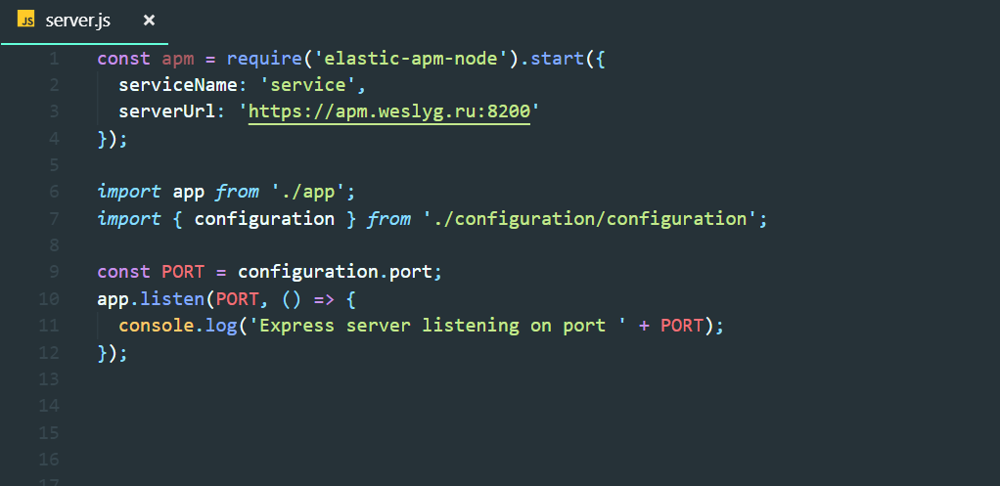 JS server.js ×
1 const apm = require('elastic-apm-node').start({
2   serviceName: 'service',
3   serverUrl: 'https://apm.weslyg.ru:8200'
4 });
5
6 import app from './app';
7 import { configuration } from './configuration/configuration';
8
9 const PORT = configuration.port;
10 app.listen(PORT, () => {
11   console.log('Express server listening on port ' + PORT);
12 });
13
14
15
16
17